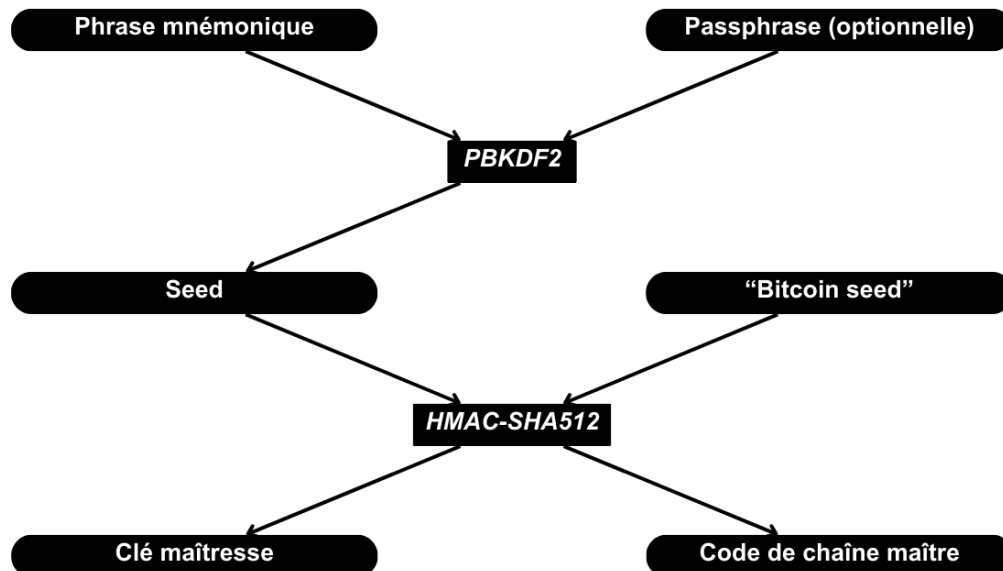 Phrase mnémonique
Passphrase (optionnelle)
PBKDF2
Seed
“Bitcoin seed”
HMAC-SHA512
Clé maîtresse
Code de chaîne maître